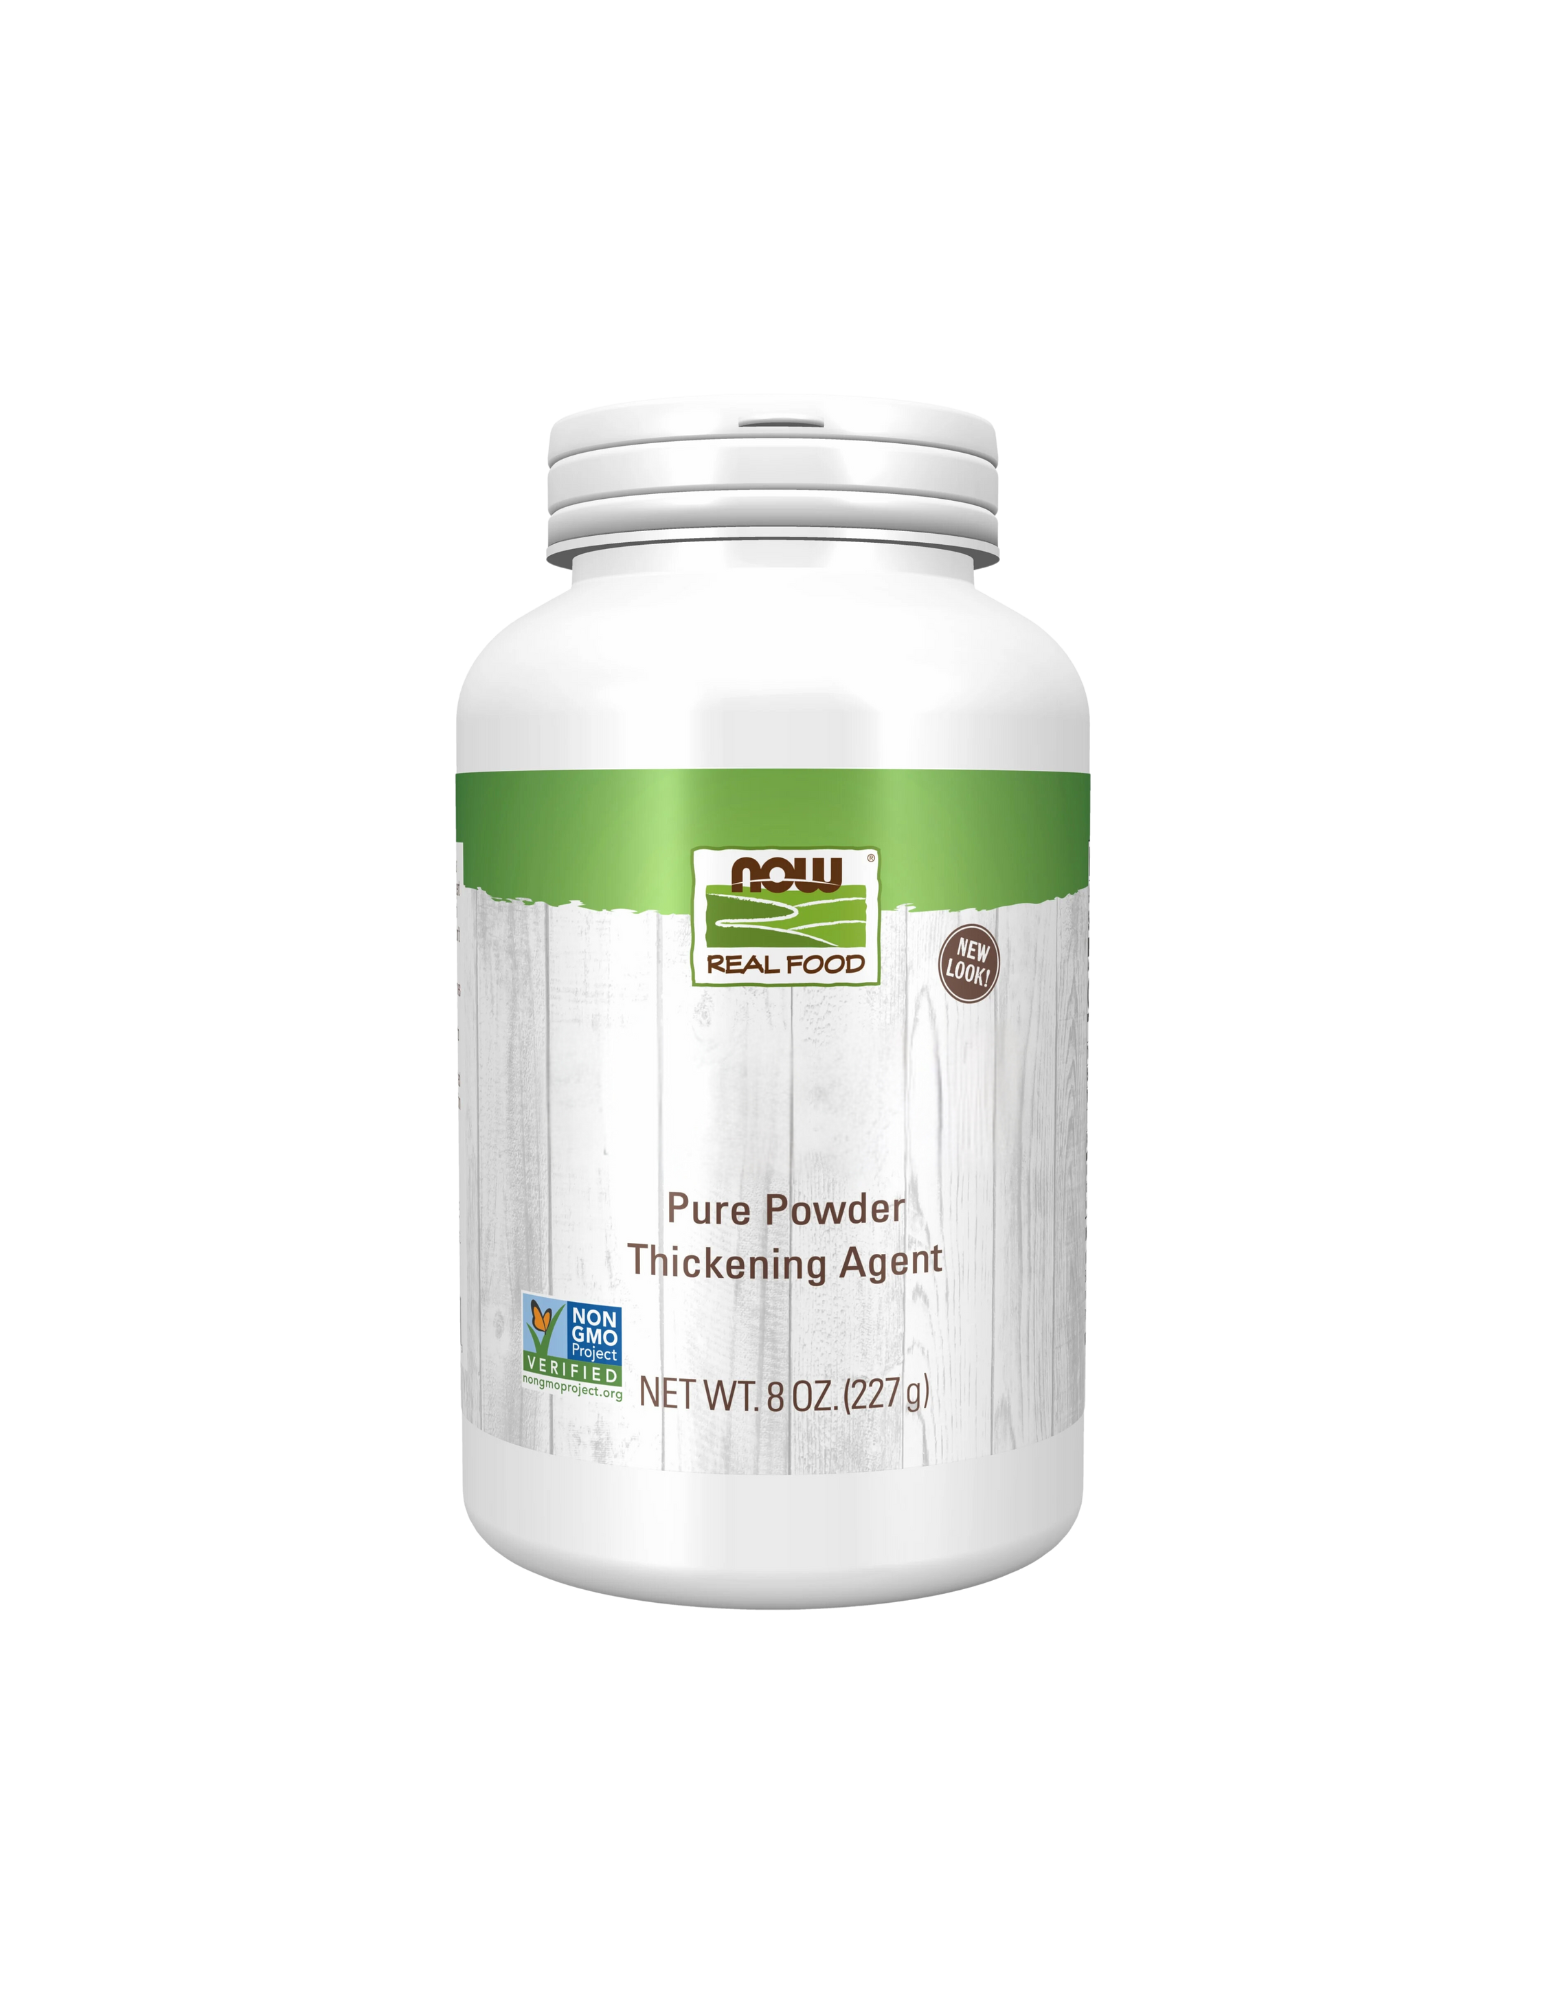 now®
REAL FOOD
NEW
LOOK!
Pure Powder
Thickening Agent
NON
GMO
Project
VERIFIED
nongmoproject.org
NET WT. 8 OZ. (227 g)